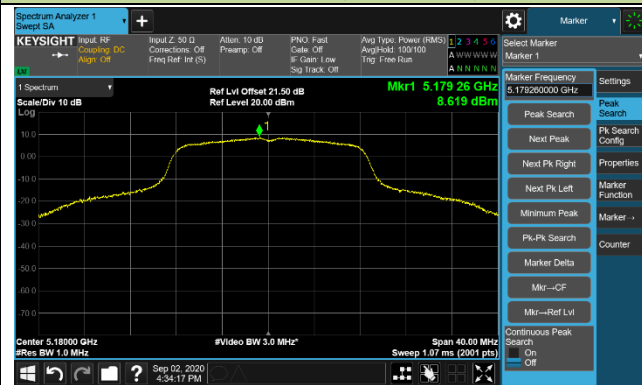 Spectrum Analyzer 1
Swept SA
Marker
KEYSIGHT
Input: RF
Coupling: DC
Align: Off
Input Z: 50 Ω
Corrections: Off
Freq Ref: Int (S)
Atten: 10 dB
Preamp: Off
PNO: Fast
Gate: Off
IF Gain: Low
Sig Track: Off
Avg Type: Power (RMS)
Avg|Hold: 100/100
Trig: Free Run
1 2 3 4 5 6
A W W W W W
A N N N N N
Select Marker
Marker 1
1 Spectrum
Scale/Div 10 dB
Log
Ref Lvl Offset 21.50 dB
Ref Level 20.00 dBm
Mkr1 5.179 26 GHz
8.619 dBm
1
10.0
0.00
-10.0
-20.0
-30.0
-40.0
-50.0
-60.0
-70.0
Center 5.18000 GHz
#Res BW 1.0 MHz
#Video BW 3.0 MHz*
Span 40.00 MHz
Sweep 1.07 ms (2001 pts)
Marker Frequency
5.179260000 GHz
Peak Search
Next Peak
Next Pk Right
Next Pk Left
Minimum Peak
Pk-Pk Search
Marker Delta
Mkr→CF
Mkr→Ref Lvl
Continuous Peak
Search
On
Off
Settings
Peak
Search
Pk Search
Config
Properties
Marker
Function
Marker→
Counter
Sep 02, 2020
4:34:17 PM